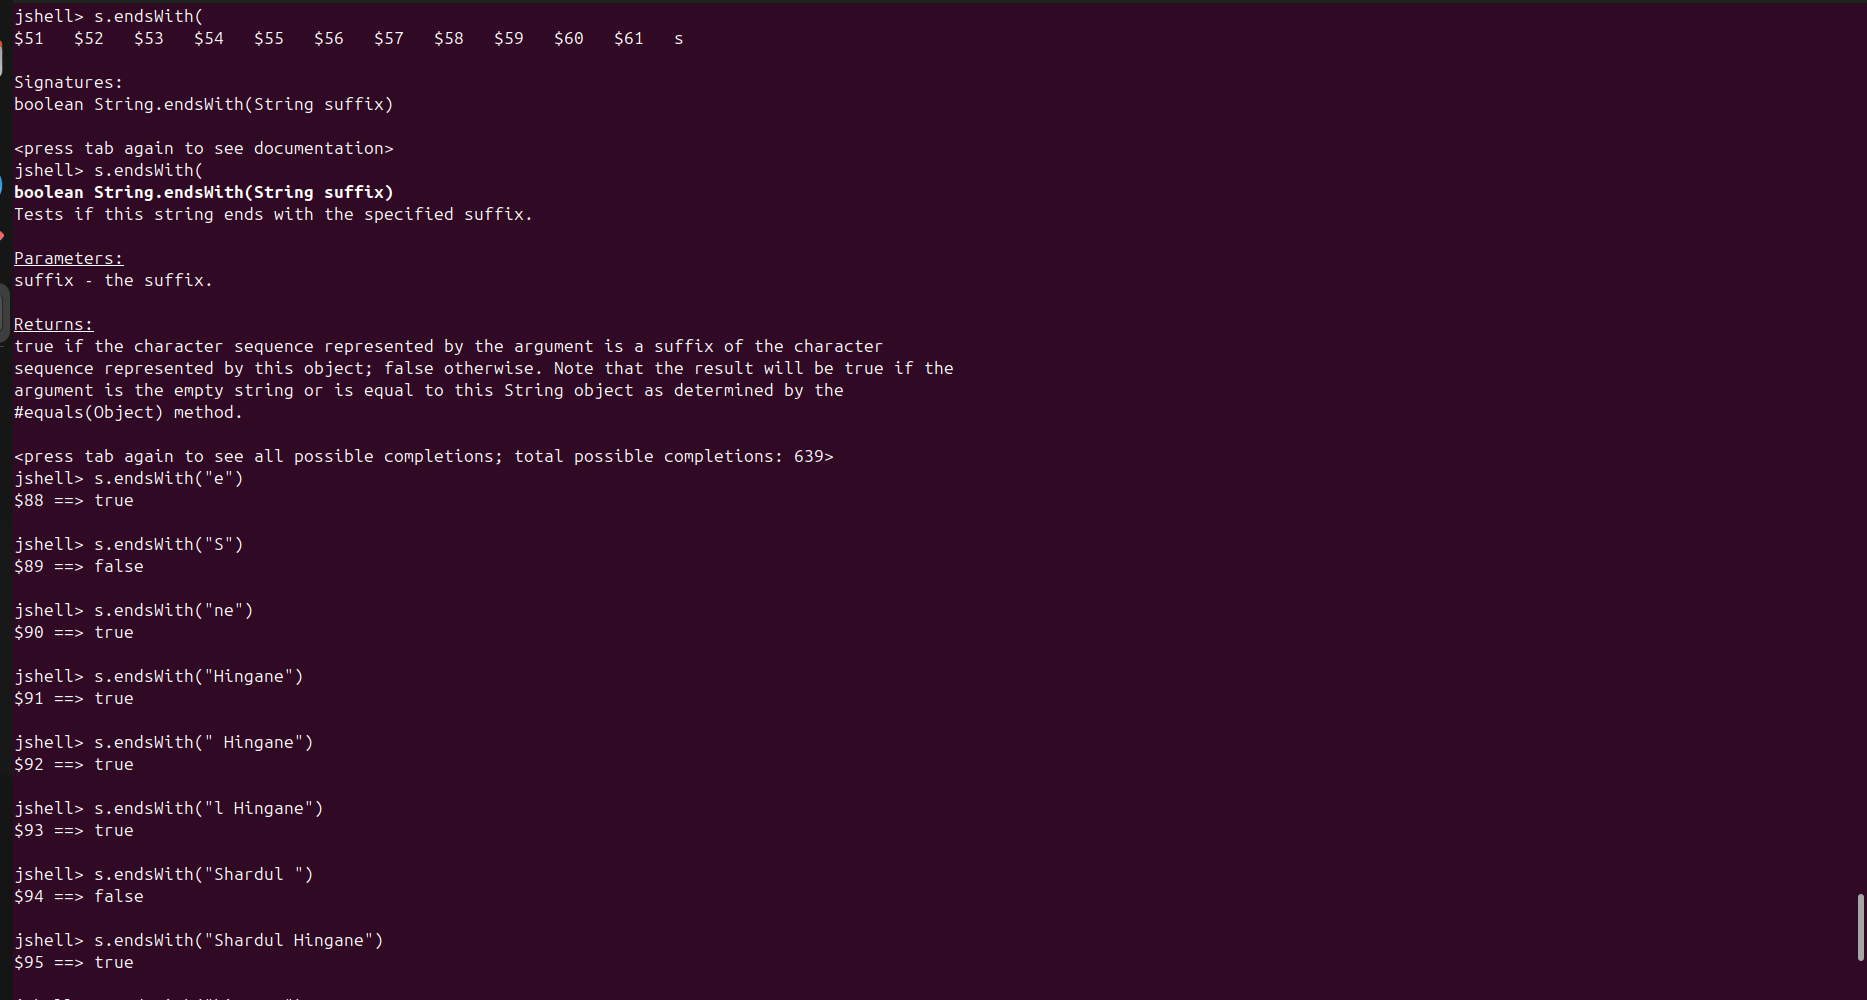 jshell> s.endsWith(
$51   $52   $53   $54   $55   $56   $57   $58   $59   $60   $61   s
Signatures:
boolean String.endsWith(String suffix)
<press tab again to see documentation>
jshell> s.endsWith(
boolean String.endsWith(String suffix)
Tests if this string ends with the specified suffix.
Parameters:
suffix - the suffix.
Returns:
true if the character sequence represented by the argument is a suffix of the character
sequence represented by this object; false otherwise. Note that the result will be true if the
argument is the empty string or is equal to this String object as determined by the
#equals(Object) method.
<press tab again to see all possible completions; total possible completions: 639>
jshell> s.endsWith("e")
$88 ==> true
jshell> s.endsWith("S")
$89 ==> false
jshell> s.endsWith("ne")
$90 ==> true
jshell> s.endsWith("Hingane")
$91 ==> true
jshell> s.endsWith(" Hingane")
$92 ==> true
jshell> s.endsWith("l Hingane")
$93 ==> true
jshell> s.endsWith("Shardul ")
$94 ==> false
jshell> s.endsWith("Shardul Hingane")
$95 ==> true